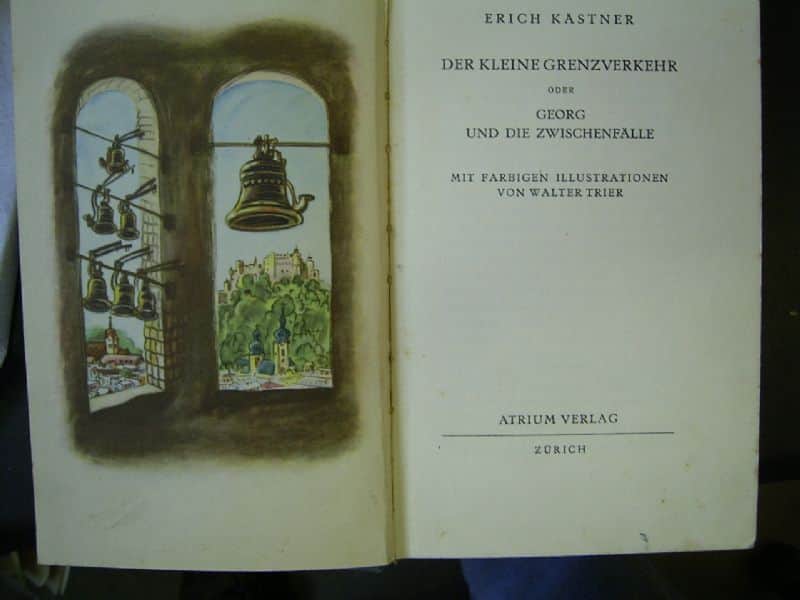 ERICH KÄSTNER
DER KLEINE GRENZVERKEHR
ODER
GEORG
UND DIE ZWISCHENFÄLLE
MIT FARBIGEN ILLUSTRATIONEN
VON WALTER TRIER
ATRIUM VERLAG
ZÜRICH